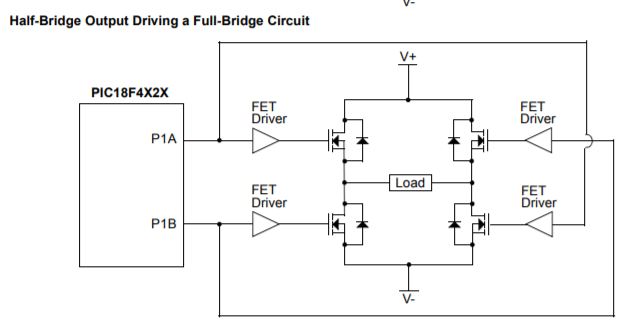 V-
Half-Bridge Output Driving a Full-Bridge Circuit
V+
PIC18F4X2X
FET
Driver
FET
Driver
P1A
Load
FET
Driver
FET
Driver
P1B
V-